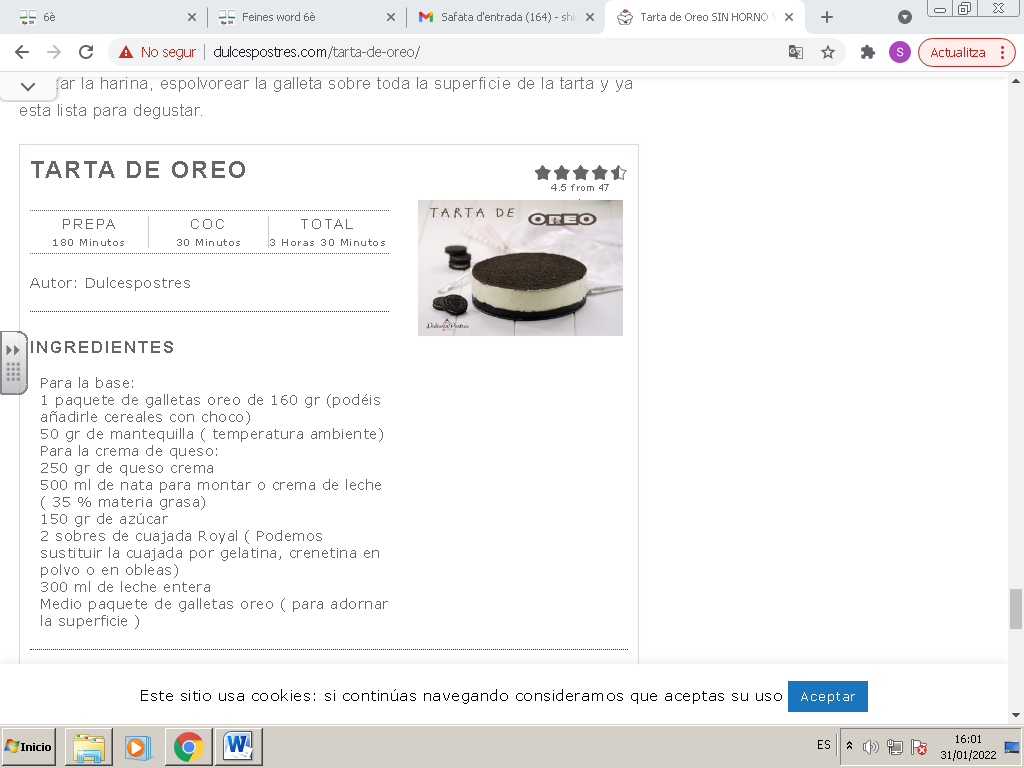 6è
Feines word 6è
Safata d'entrada (164) - shi
Tarta de Oreo SIN HORNO Y
No segur
dulcespostres.com/tarta-de-oreo/
S
Actualitza
la harina, espolvorear la galleta sobre toda la superficie de la tarta y ya
esta lista para degustar.
TARTA DE OREO
4.5 from 47
PREPA
COC
TOTAL
180 Minutos
30 Minutos
3 Horas 30 Minutos
TARTA DE OREO
Autor: Dulcespostres
INGREDIENTES
Para la base:
1 paquete de galletas oreo de 160 gr (podéis
añadirle cereales con choco)
50 gr de mantequilla ( temperatura ambiente)
Para la crema de queso:
250 gr de queso crema
500 ml de nata para montar o crema de leche
( 35 % materia grasa)
150 gr de azúcar
2 sobres de cuajada Royal ( Podemos
sustituir la cuajada por gelatina, crenetina en
polvo o en obleas)
300 ml de leche entera
Medio paquete de galletas oreo ( para adornar
la superficie )
Este sitio usa cookies: si continúas navegando consideramos que aceptas su uso
Aceptar
Inicio
ES
16:01
31/01/2022